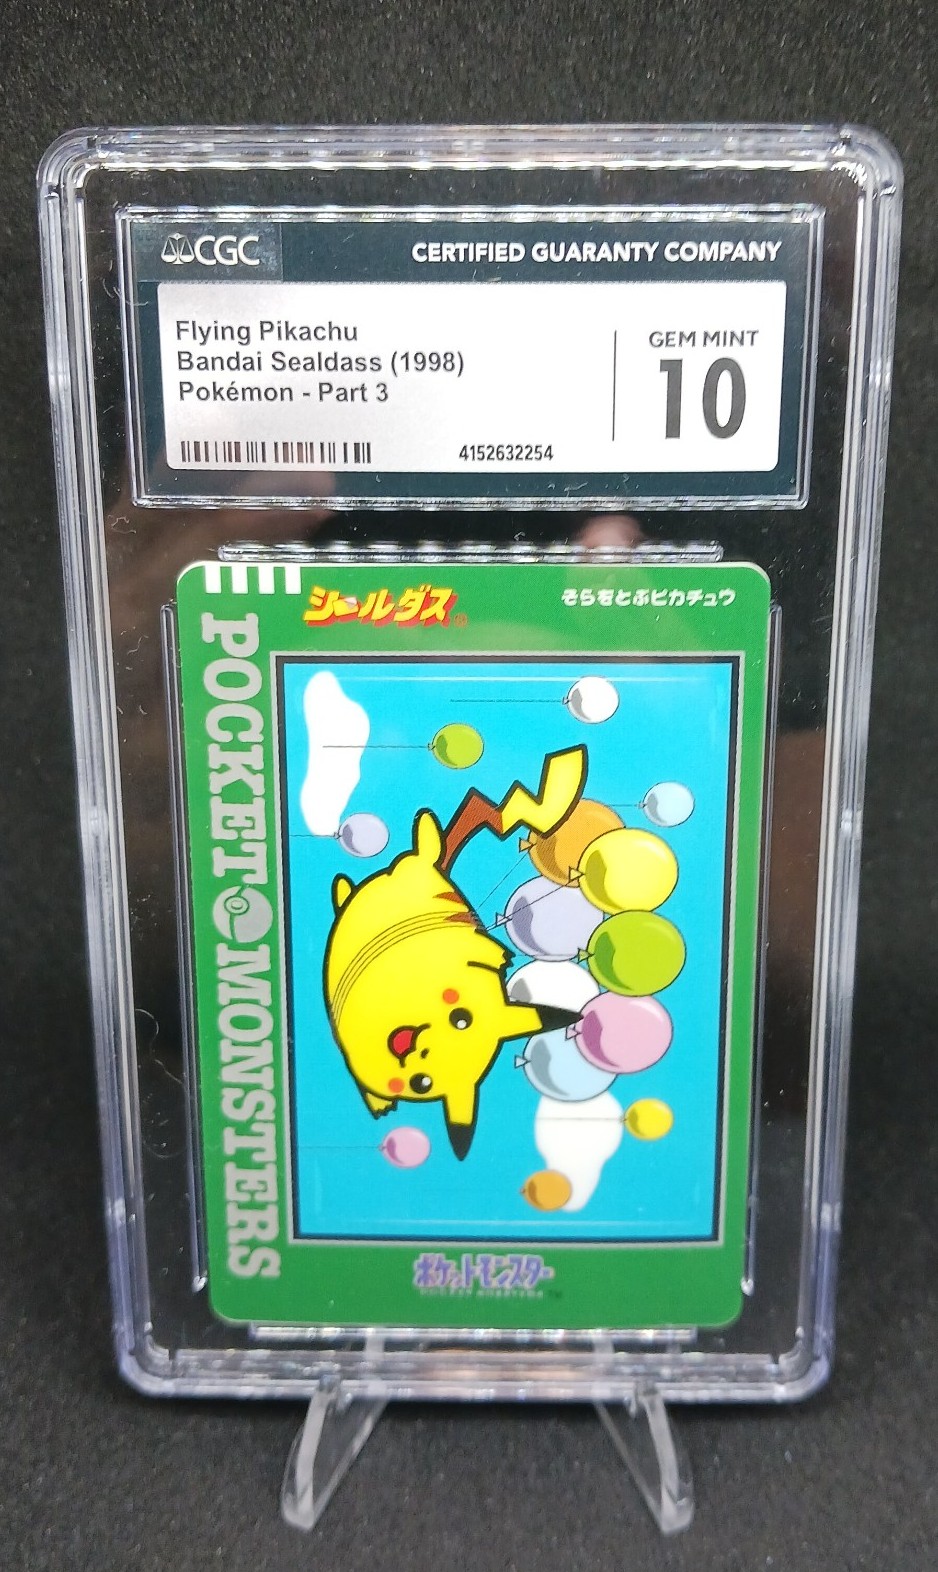 CGC
CERTIFIED GUARANTY COMPANY
Flying Pikachu
Bandai Sealdass (1998)
Pokémon - Part 3
GEM MINT
10
4152632254
シールダス
そらをとぶピカチュウ
POCKET MONSTERS
ポケットモンスター